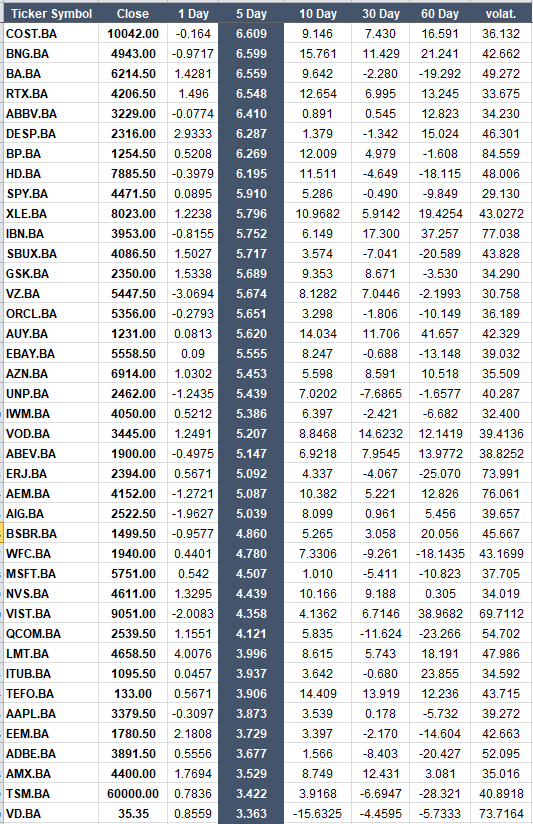 Ticker Symbol Close 1 Day 5 Day 10 Day 30 Day 60 Day volat.
COST.BA 10042.00 -0.164 6.609 9.146 7.430 16.591 36.132
BNG.BA 4943.00 -0.9717 6.599 15.761 11.429 21.241 42.662
BA.BA 6214.50 1.4281 6.559 9.642 -2.280 -19.292 49.272
RTX.BA 4206.50 1.496 6.548 12.654 6.995 13.245 33.675
ABBV.BA 3229.00 -0.0774 6.410 0.891 0.545 12.823 34.230
DESP.BA 2316.00 2.9333 6.287 1.379 -1.342 15.024 46.301
BP.BA 1254.50 0.5208 6.269 12.009 4.979 -1.608 84.559
HD.BA 7885.50 -0.3979 6.195 11.511 -4.649 -18.115 48.006
SPY.BA 4471.50 0.0895 5.910 5.286 -0.490 -9.849 29.130
XLE.BA 8023.00 1.2238 5.796 10.9682 5.9142 19.4254 43.0272
IBN.BA 3953.00 -0.8155 5.752 6.149 17.300 37.257 77.038
SBUX.BA 4086.50 1.5027 5.717 3.574 -7.041 -20.589 43.828
GSK.BA 2350.00 1.5338 5.689 9.353 8.671 -3.530 34.290
VZ.BA 5447.50 -3.0694 5.674 8.1282 7.0446 -2.1993 30.758
ORCL.BA 5356.00 -0.2793 5.651 3.298 -1.806 -10.149 36.189
AUY.BA 1231.00 0.0813 5.620 14.034 11.706 41.657 42.329
EBAY.BA 5558.50 0.09 5.555 8.247 -0.688 -13.148 39.032
AZN.BA 6914.00 1.0302 5.453 5.598 8.591 10.518 35.509
UNP.BA 2462.00 -1.2435 5.439 7.0202 -7.6865 -1.6577 40.287
IWM.BA 4050.00 0.5212 5.386 6.397 -2.421 -6.682 32.400
VOD.BA 3445.00 1.2491 5.207 8.8468 14.6232 12.1419 39.4136
ABEV.BA 1900.00 -0.4975 5.147 6.9218 7.9545 13.9772 38.8252
ERJ.BA 2394.00 0.5671 5.092 4.337 -4.067 -25.070 73.991
AEM.BA 4152.00 -1.2721 5.087 10.382 5.221 12.826 76.061
AIG.BA 2522.50 -1.9627 5.039 8.099 0.961 5.456 39.657
BSBR.BA 1499.50 -0.9577 4.860 5.265 3.058 20.056 45.667
WFC.BA 1940.00 0.4401 4.780 7.3306 -9.261 -18.1435 43.1699
MSFT.BA 5751.00 0.542 4.507 1.010 -5.411 -10.823 37.705
NVS.BA 4611.00 1.3295 4.439 10.166 9.188 0.305 34.019
VIST.BA 9051.00 -2.0083 4.358 4.1362 6.7146 38.9682 69.7112
QCOM.BA 2539.50 1.1551 4.121 5.835 -11.624 -23.266 54.702
LMT.BA 4658.50 4.0076 3.996 8.615 5.743 18.191 47.986
ITUB.BA 1095.50 0.0457 3.937 3.642 -0.680 23.855 34.592
TEFO.BA 133.00 0.5671 3.906 14.409 13.919 12.236 43.715
AAPL.BA 3379.50 -0.3097 3.873 3.539 0.178 -5.732 39.272
EEM.BA 1780.50 2.1808 3.729 3.397 -2.170 -14.604 42.663
ADBE.BA 3891.50 0.5556 3.677 1.566 -8.403 -20.427 52.095
AMX.BA 4400.00 1.7694 3.529 8.749 12.431 3.081 35.016
TSM.BA 60000.00 0.7836 3.422 3.9168 -6.6947 -28.321 40.8918
VD.BA 35.35 0.8559 3.363 -15.6325 -4.4595 -5.7333 73.7164